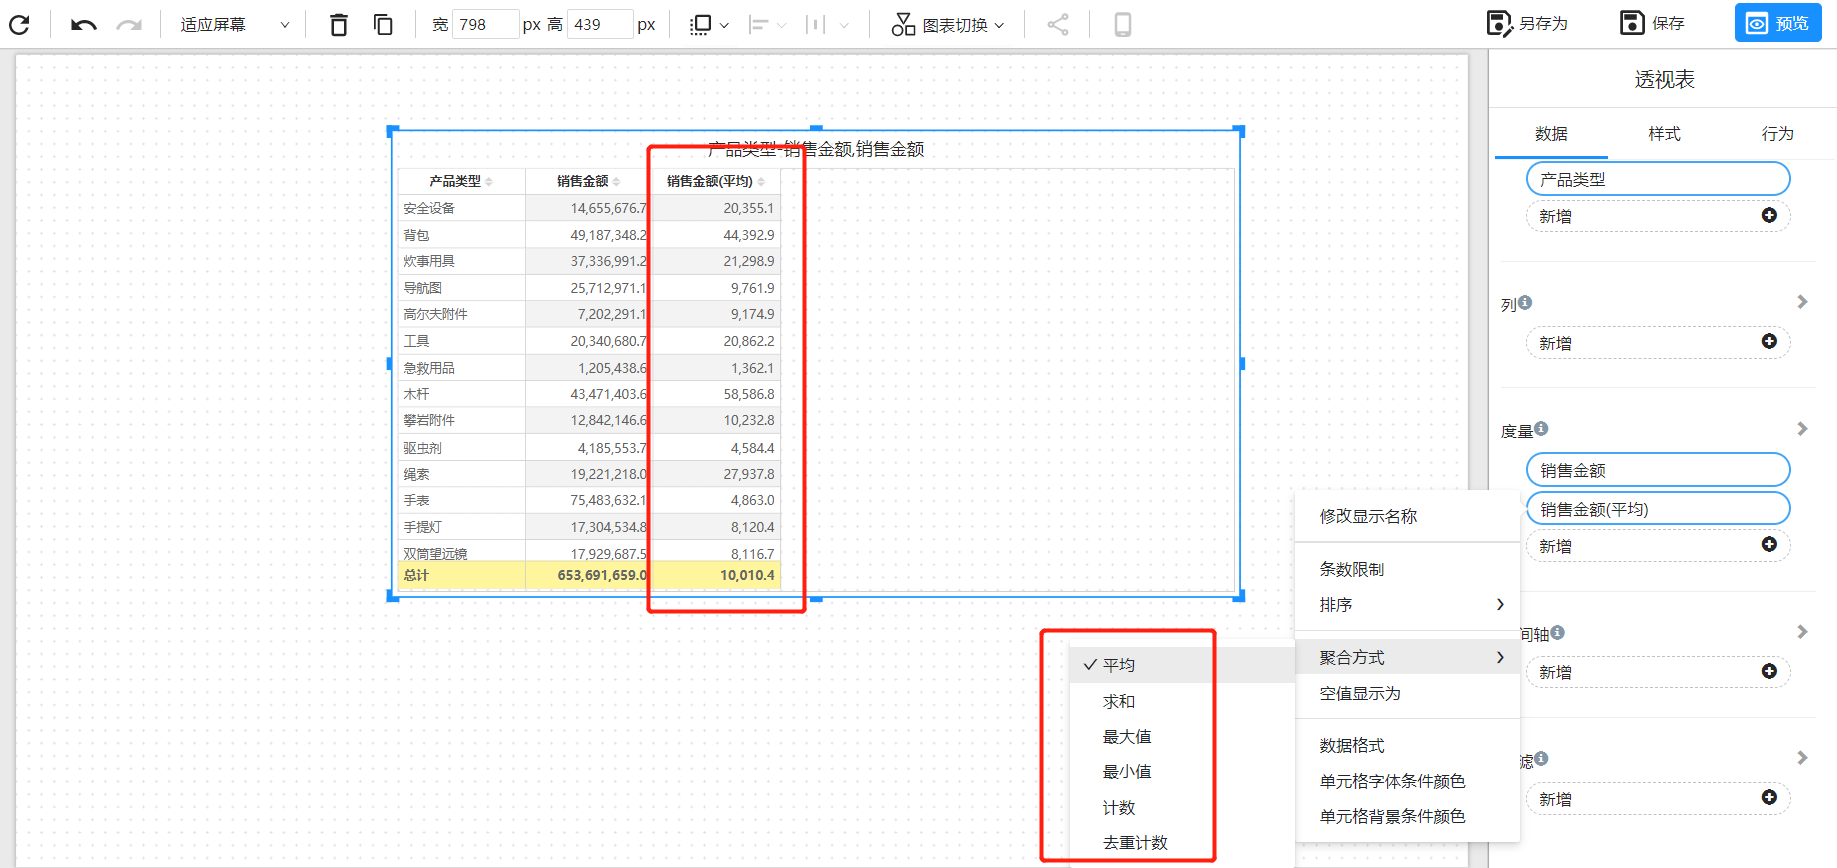 适应屏幕 宽 798 px 高 439 px 图表切换 另存为 保存 预览
透视表
数据 样式 行为
产品类型
新增
列
新增
度量
销售金额
销售金额(平均)
新增
间轴
新增
滤
新增
产品类型-销售金额,销售金额
产品类型 销售金额 销售金额(平均)
安全设备 14,655,676.7 20,355.1
背包 49,187,348.2 44,392.9
炊事用具 37,336,991.2 21,298.9
导航图 25,712,971.1 9,761.9
高尔夫附件 7,202,291.1 9,174.9
工具 20,340,680.7 20,862.2
急救用品 1,205,438.6 1,362.1
木杆 43,471,403.6 58,586.8
攀岩附件 12,842,146.6 10,232.8
驱虫剂 4,185,553.7 4,584.4
绳索 19,221,218.0 27,937.8
手表 75,483,632.1 4,863.0
手提灯 17,304,534.8 8,120.4
双筒望远镜 17,929,687.5 8,116.7
总计 653,691,659.0 10,010.4
修改显示名称
条数限制
排序
聚合方式
空值显示为
数据格式
单元格字体条件颜色
单元格背景条件颜色
平均
求和
最大值
最小值
计数
去重计数